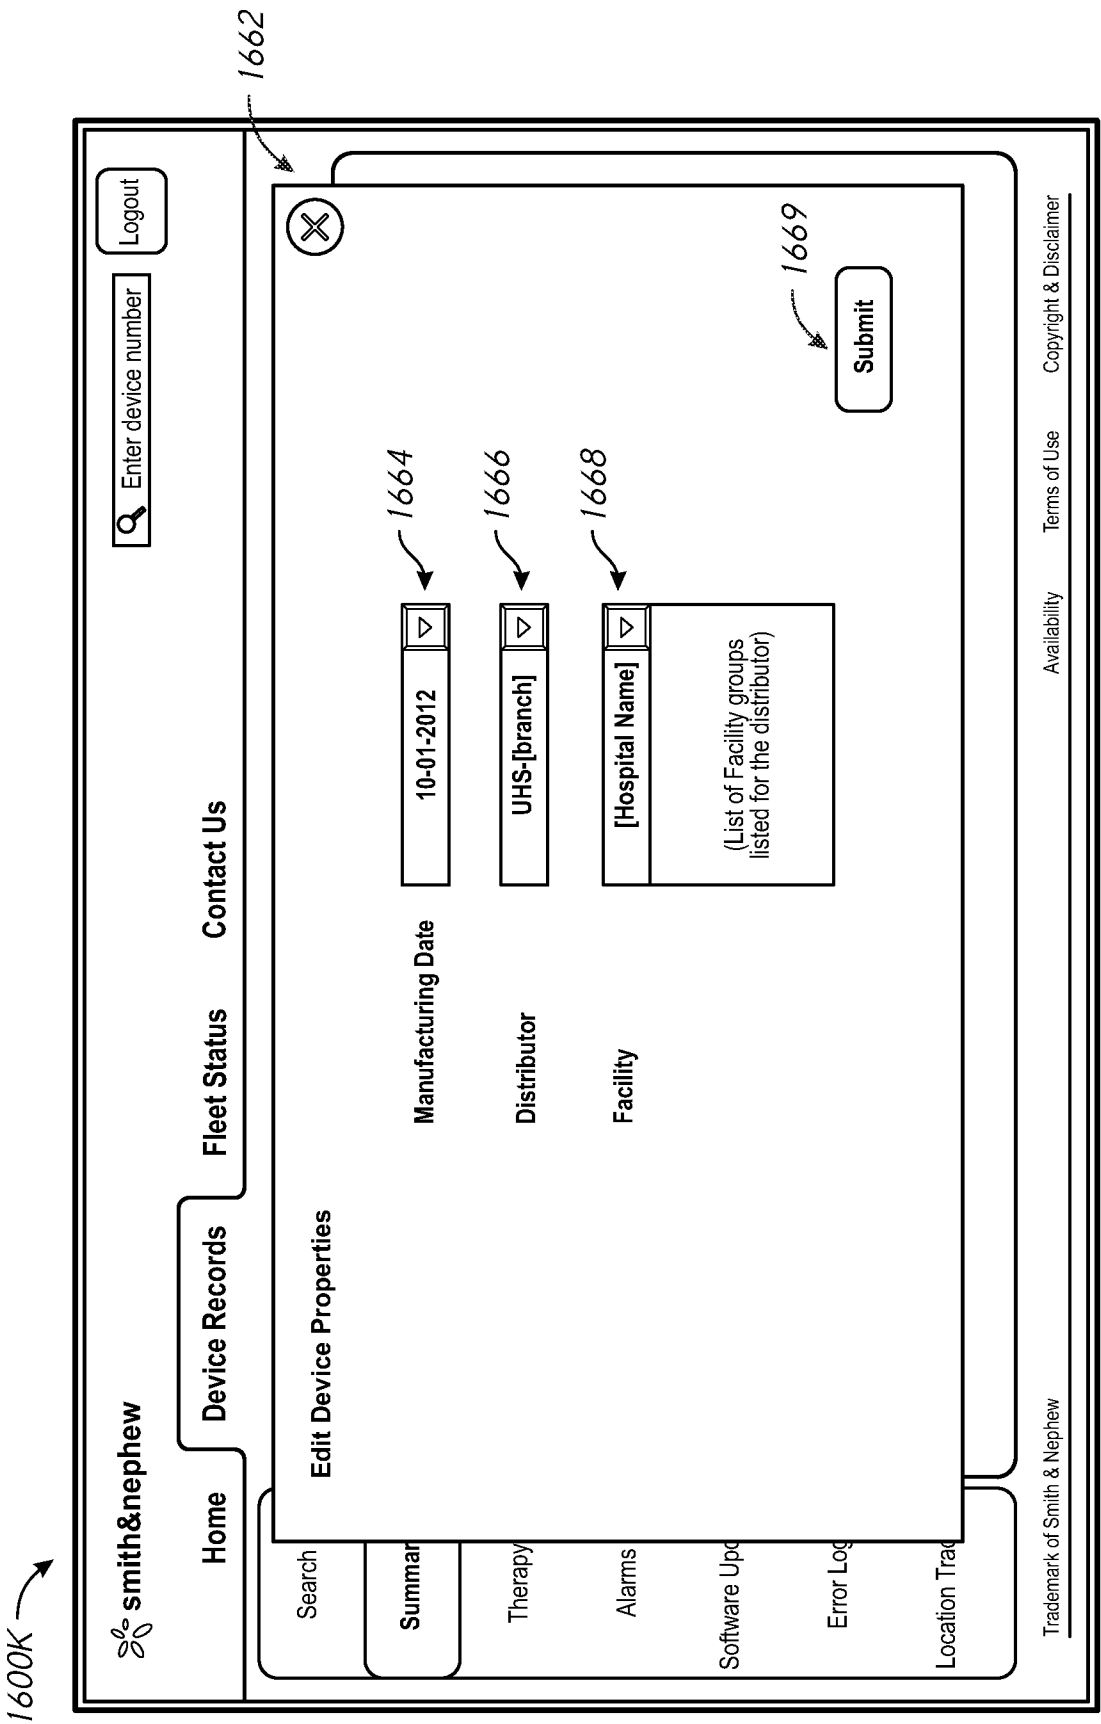 1600K
smith&nephew
Enter device number
Logout
Home
Device Records
Fleet Status
Contact Us
1662
Search
Summar
Therapy
Alarms
Software Upd
Error Log
Location Trac
Edit Device Properties
Manufacturing Date
10-01-2012
1664
Distributor
UHS-[branch]
1666
Facility
[Hospital Name]
1668
(List of Facility groups
listed for the distributor)
1669
Submit
Trademark of Smith & Nephew
Availability
Terms of Use
Copyright & Disclaimer